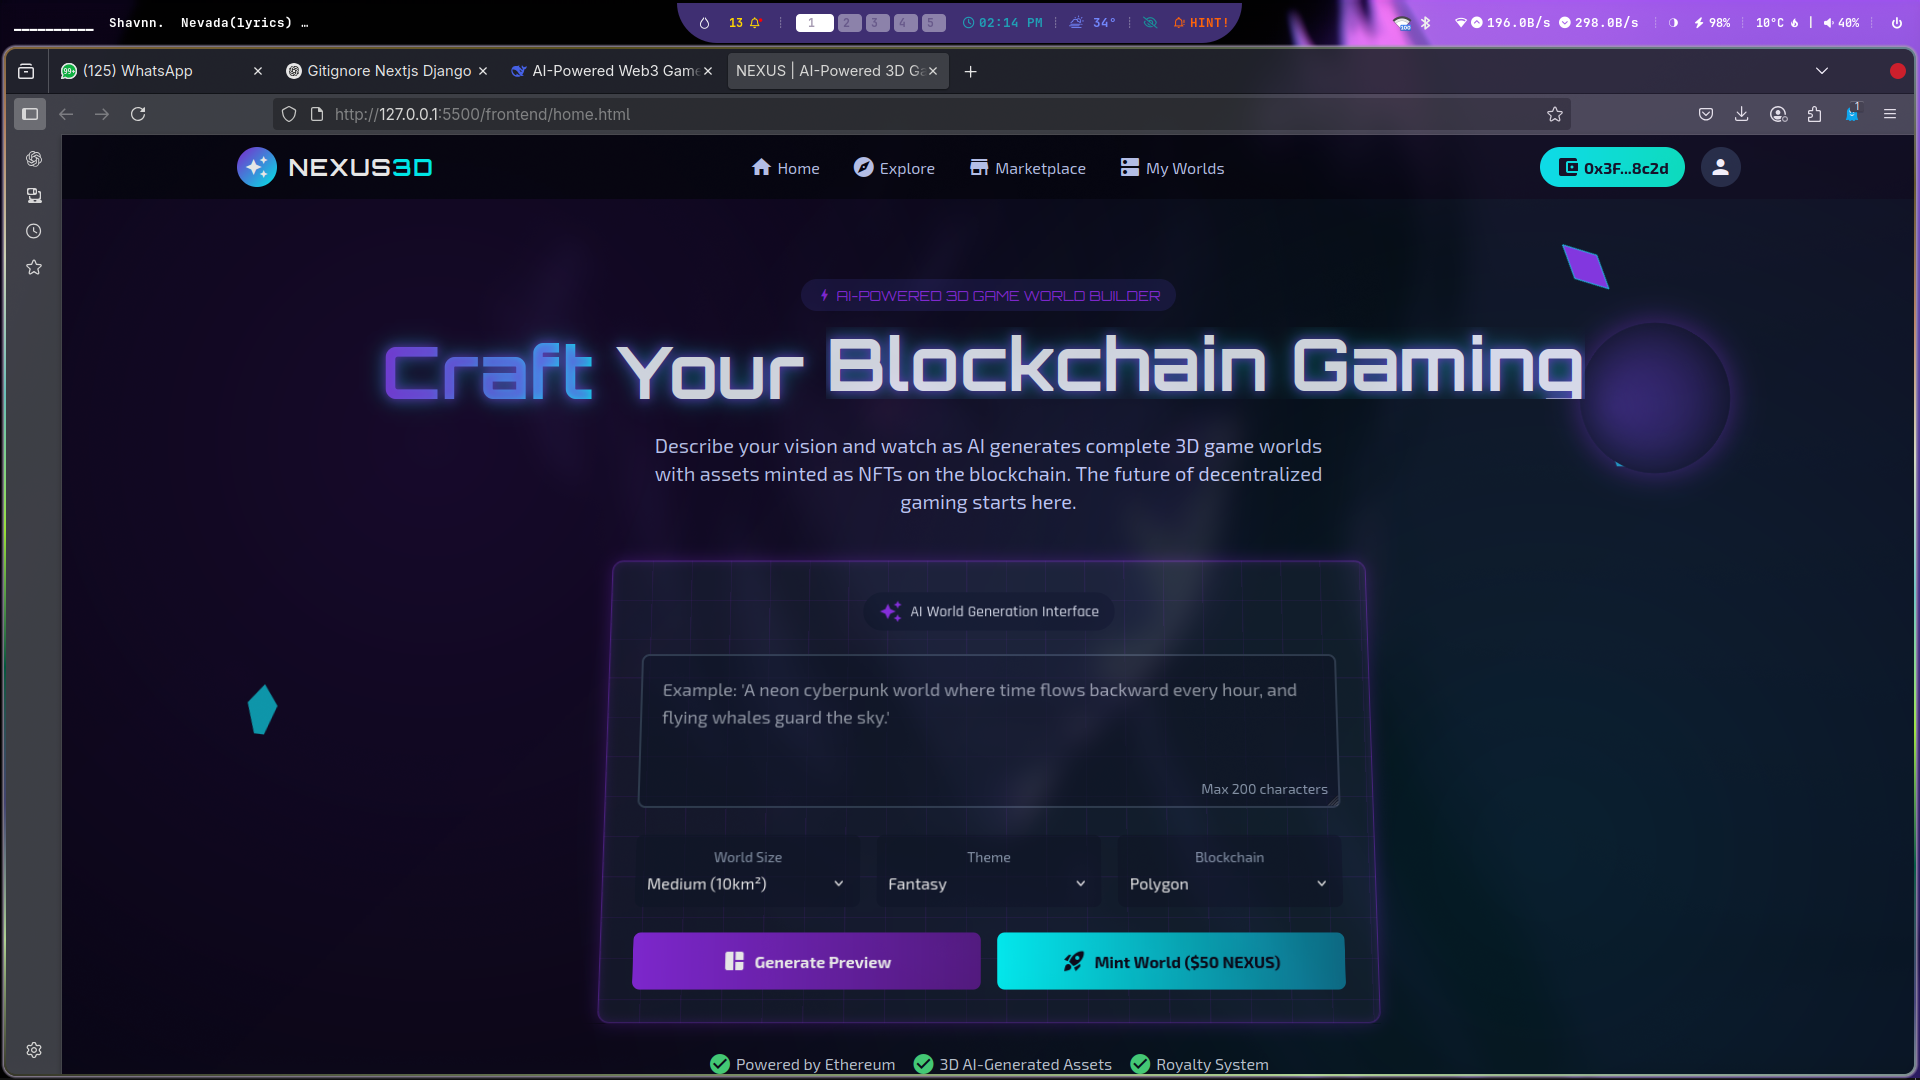 Shavnn.  Nevada(lyrics) …
13
1 2 3 4 5
02:14 PM
34°
HINT!
100
196.0B/s 298.0B/s
98%
10°C
40%
99+ (125) WhatsApp
Gitignore Nextjs Django
AI-Powered Web3 Game
NEXUS | AI-Powered 3D Ga
http://127.0.0.1:5500/frontend/home.html
1
NEXUS3D
Home
Explore
Marketplace
My Worlds
0x3F...8c2d
AI-POWERED 3D GAME WORLD BUILDER
Craft Your Blockchain Gaming
Describe your vision and watch as AI generates complete 3D game worlds
with assets minted as NFTs on the blockchain. The future of decentralized
gaming starts here.
AI World Generation Interface
Example: 'A neon cyberpunk world where time flows backward every hour, and
flying whales guard the sky.'
Max 200 characters
World Size
Medium (10km²)
Theme
Fantasy
Blockchain
Polygon
Generate Preview
Mint World ($50 NEXUS)
Powered by Ethereum
3D AI-Generated Assets
Royalty System